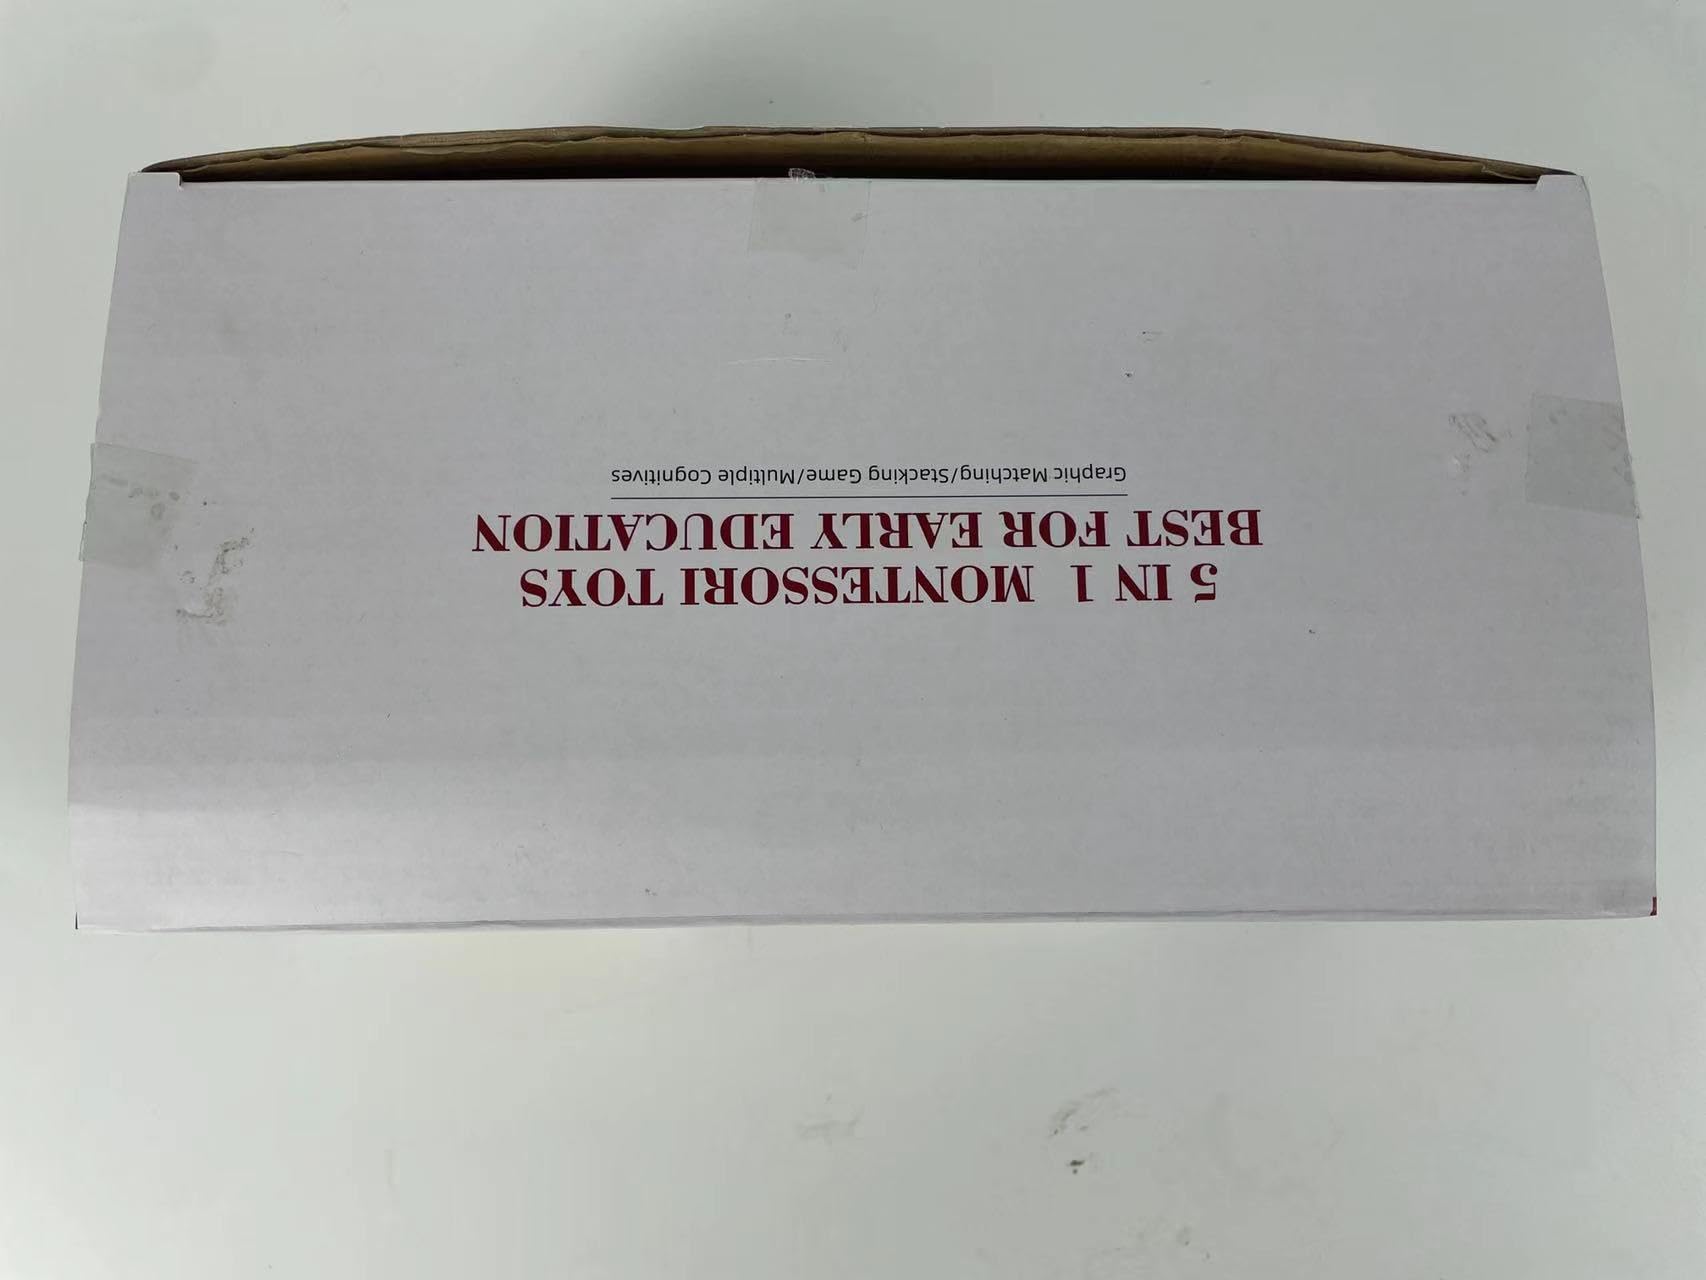 5 IN 1 MONTESSORI TOYS
BEST FOR EARLY EDUCATION
Graphic Matching/Stacking Game/Multiple Cognitives